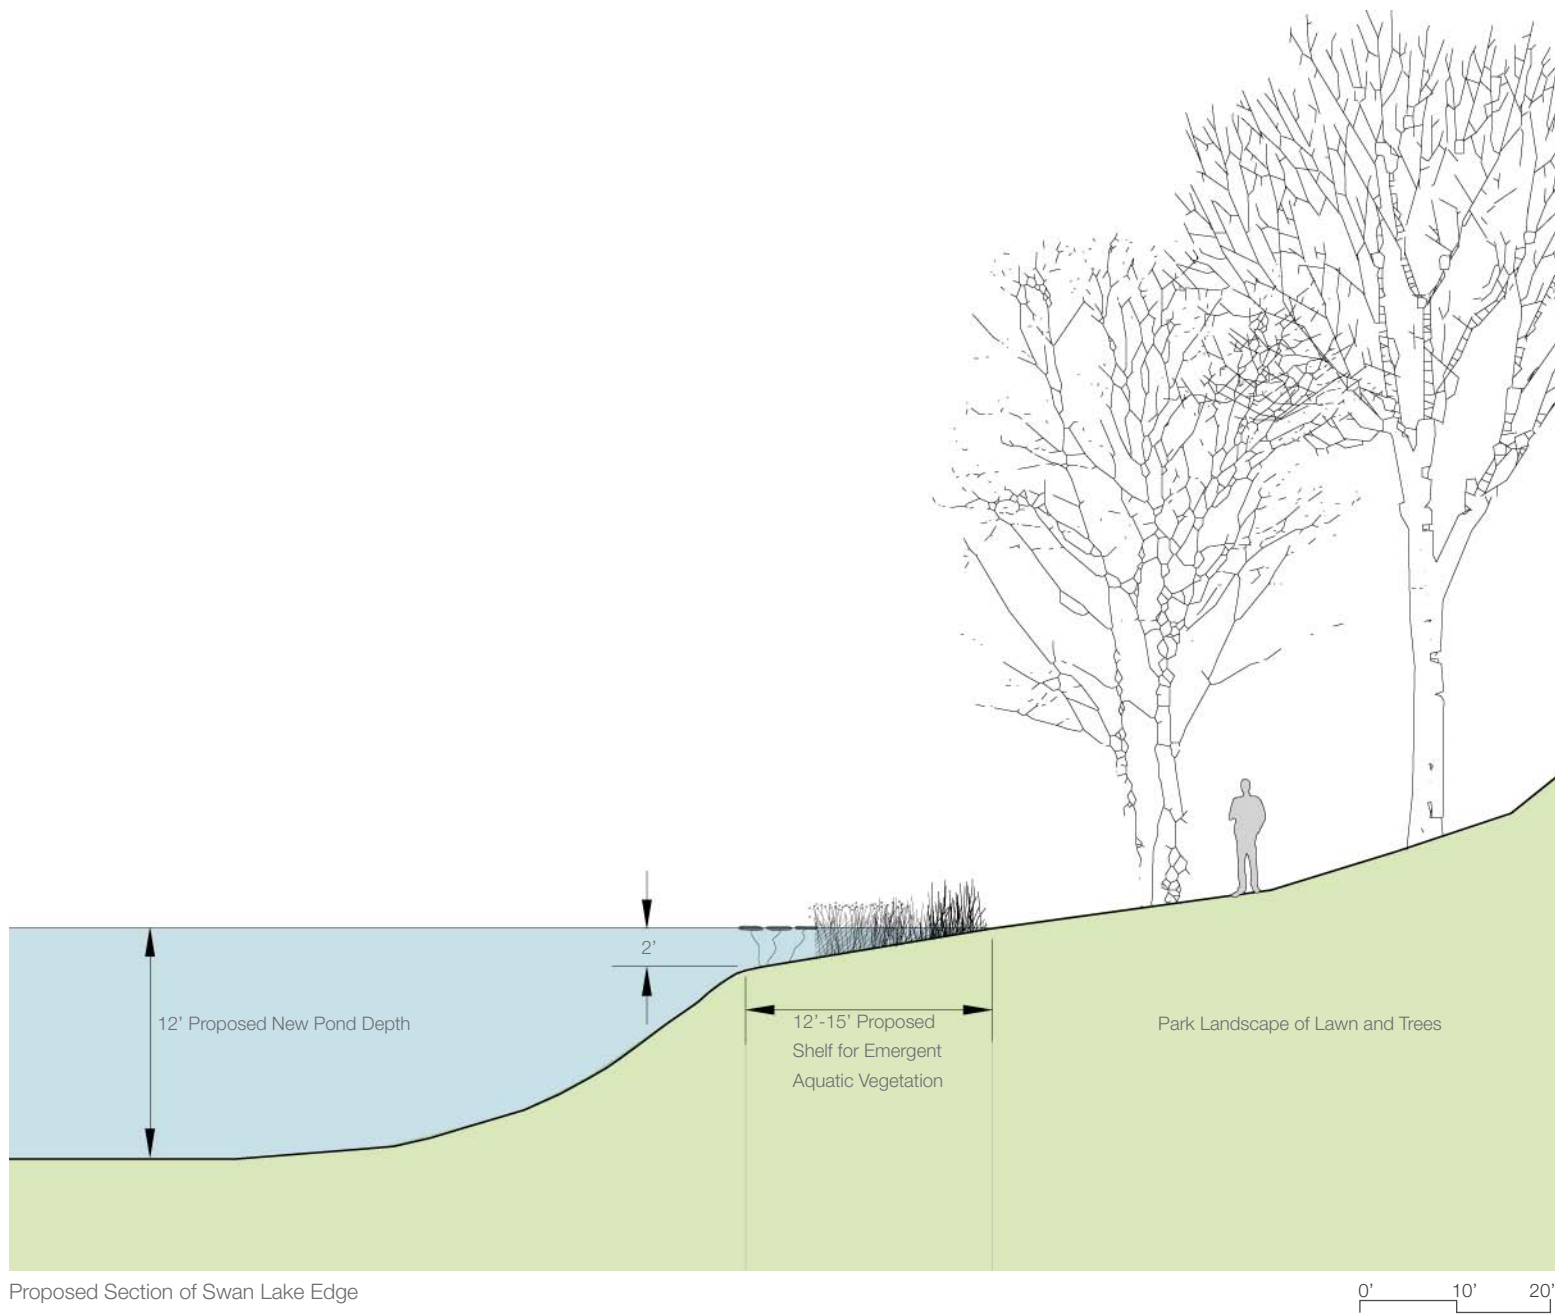 2’
12’ Proposed New Pond Depth
12’-15’ Proposed
Shelf for Emergent
Aquatic Vegetation
Park Landscape of Lawn and Trees
Proposed Section of Swan Lake Edge
0’ 10’ 20’